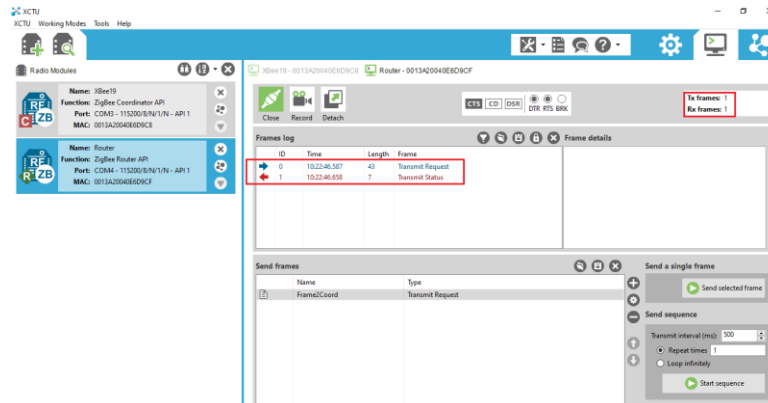 XCTU
XCTU Working Modes Tools Help
Radio Modules
XBee19 - 0013A20040E6D9C8 Router - 0013A20040E6D9CF
Name: XBee19
Function: ZigBee Coordinator API
Port: COM3 - 115200/8/N/1/N - API 1
MAC: 0013A20040E6D9C8
Name: Router
Function: ZigBee Router API
Port: COM4 - 115200/8/N/1/N - API 1
MAC: 0013A20040E6D9CF
RF
C ZB
RF
R ZB
Close Record Detach
CTS CD DSR
DTR RTS BRK
Tx frames: 1
Rx frames: 1
Frames log
Frame details
ID Time Length Frame
0 10:22:46.587 43 Transmit Request
1 10:22:46.658 7 Transmit Status
Send frames
Name Type
Frame2Coord Transmit Request
Send a single frame
Send selected frame
Send sequence
Transmit interval (ms): 500
Repeat times 1
Loop infinitely
Start sequence